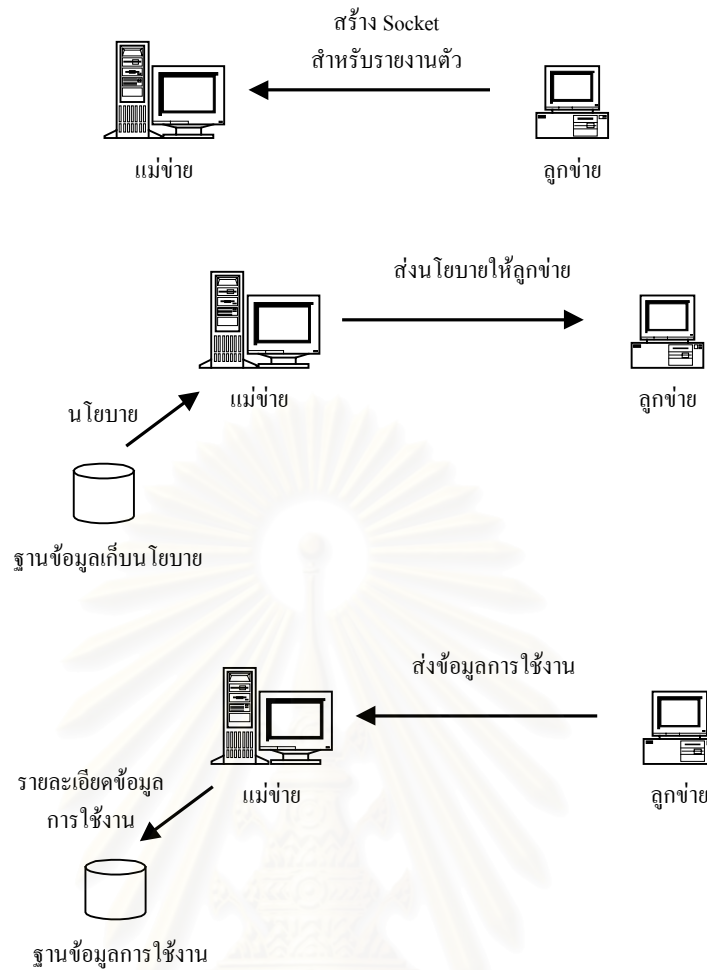 สร้าง Socket
สำหรับรายงานตัว
แม่ข่าย
ลูกข่าย
ส่งนโยบายให้ลูกข่าย
แม่ข่าย
ลูกข่าย
นโยบาย
ฐานข้อมูลเก็บนโยบาย
ส่งข้อมูลการใช้งาน
รายละเอียดข้อมูล
การใช้งาน
แม่ข่าย
ลูกข่าย
ฐานข้อมูลการใช้งาน